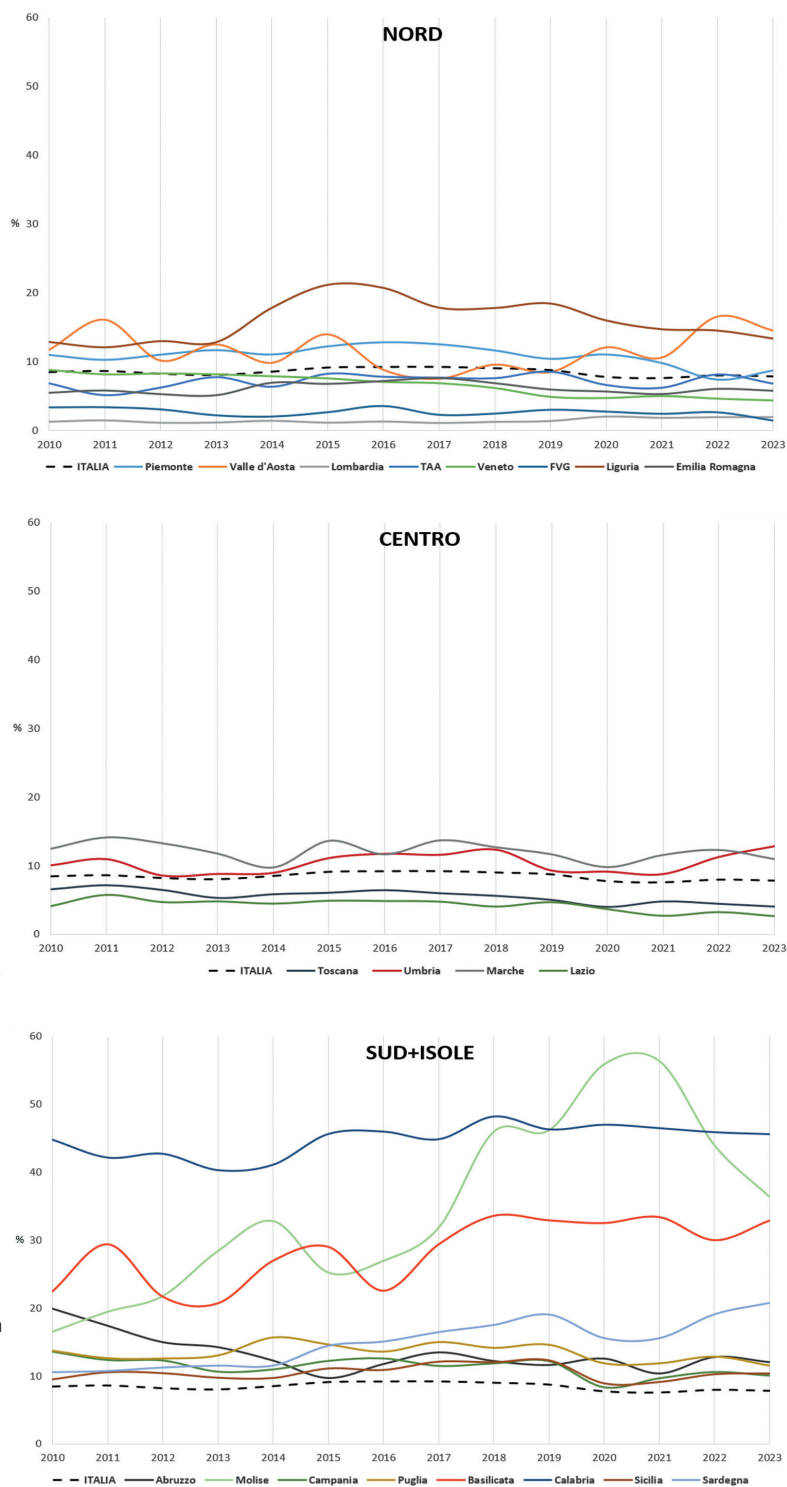 NORD
60
50
40
% 30
20
10
0
2010 2011 2012 2013 2014 2015 2016 2017 2018 2019 2020 2021 2022 2023
ITALIA Piemonte Valle d'Aosta Lombardia TAA Veneto FVG Liguria Emilia Romagna
CENTRO
60
50
40
% 30
20
10
0
2010 2011 2012 2013 2014 2015 2016 2017 2018 2019 2020 2021 2022 2023
ITALIA Toscana Umbria Marche Lazio
SUD+ISOLE
60
50
40
% 30
20
10
0
2010 2011 2012 2013 2014 2015 2016 2017 2018 2019 2020 2021 2022 2023
ITALIA Abruzzo Molise Campania Puglia Basilicata Calabria Sicilia Sardegna